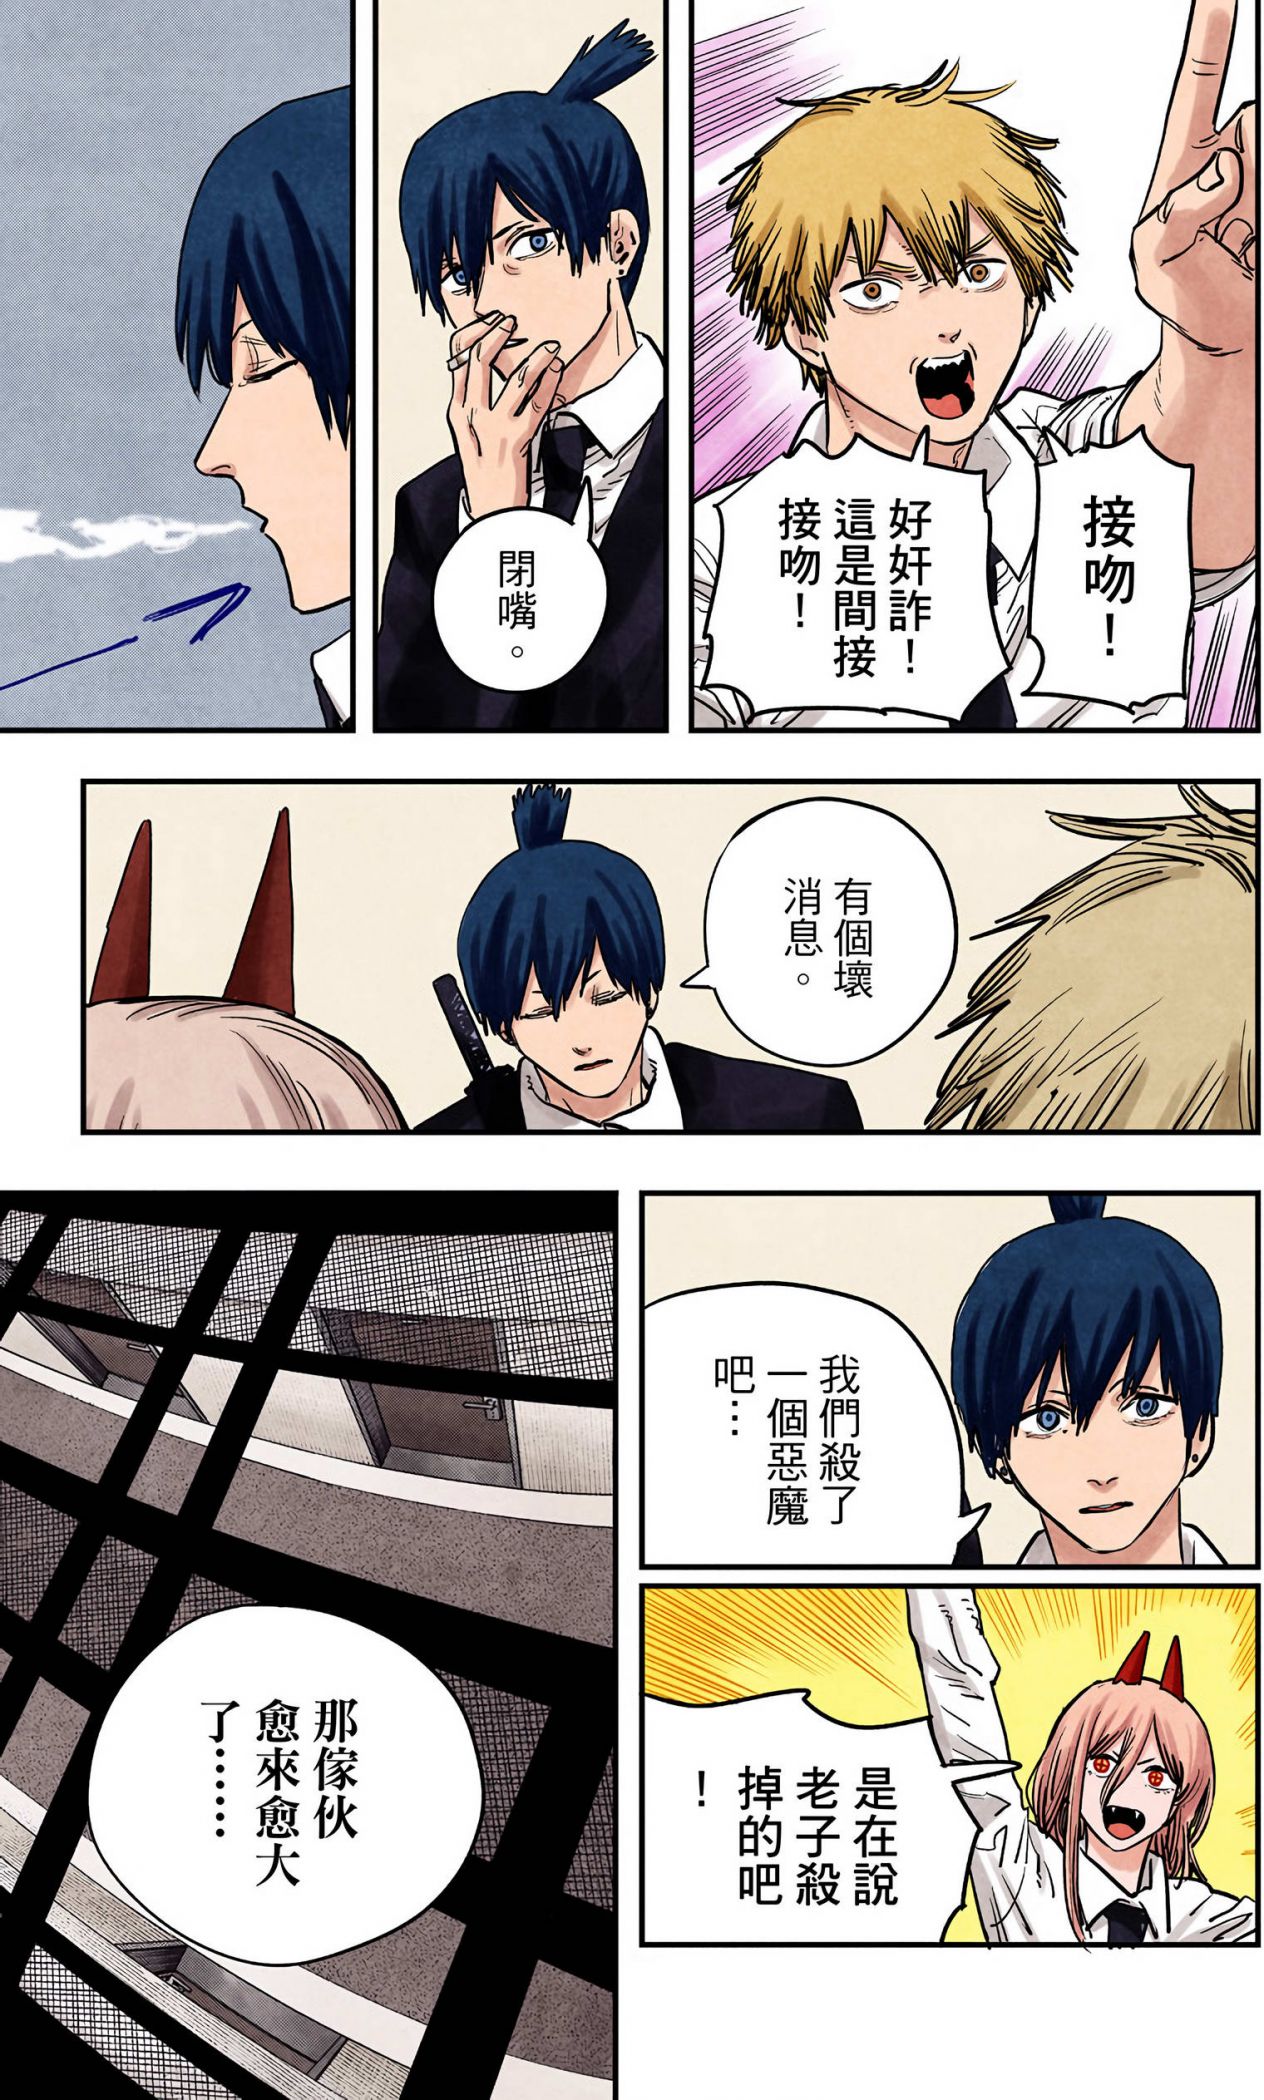 接吻！
好奸詐！
這是間接
接吻！
閉嘴。
有個壞
消息。
我們殺了
一個惡魔
吧…
是在說
老子殺
掉的吧
！
那傢伙
愈來愈大
了……